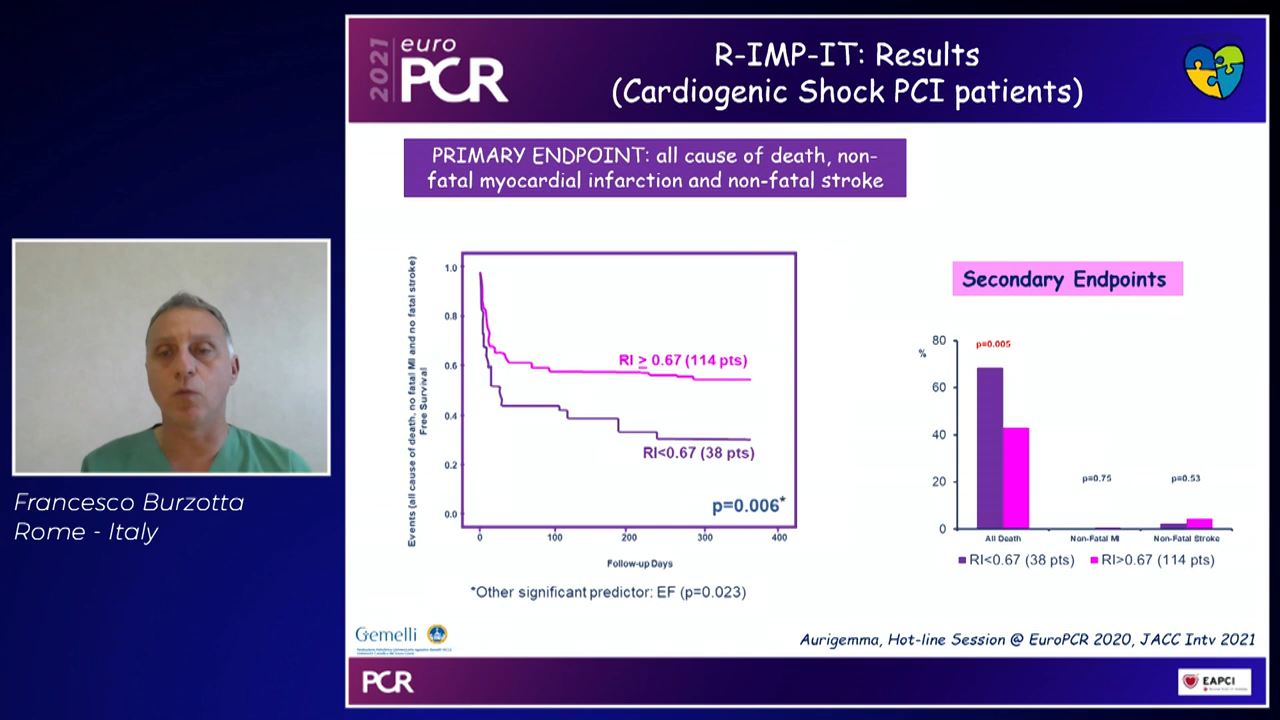 2021 euro
PCR
R-IMP-IT: Results
(Cardiogenic Shock PCI patients)
PRIMARY ENDPOINT: all cause of death, non-
fatal myocardial infarction and non-fatal stroke
Events (all cause of death, no fatal MI and no fatal stroke)
Free Survival
1.0
0.8
0.6
0.4
0.2
0.0
RI ≥ 0.67 (114 pts)
RI<0.67 (38 pts)
p=0.006*
0 100 200 300 400
Follow-up Days
*Other significant predictor: EF (p=0.023)
Secondary Endpoints
%
80
60
40
20
0
p=0.005
p=0.75
p=0.53
All Death Non-Fatal MI Non-Fatal Stroke
RI<0.67 (38 pts) RI>0.67 (114 pts)
Francesco Burzotta
Rome - Italy
Gemelli
Aurigemma, Hot-line Session @ EuroPCR 2020, JACC Intv 2021
PCR
EAPCI